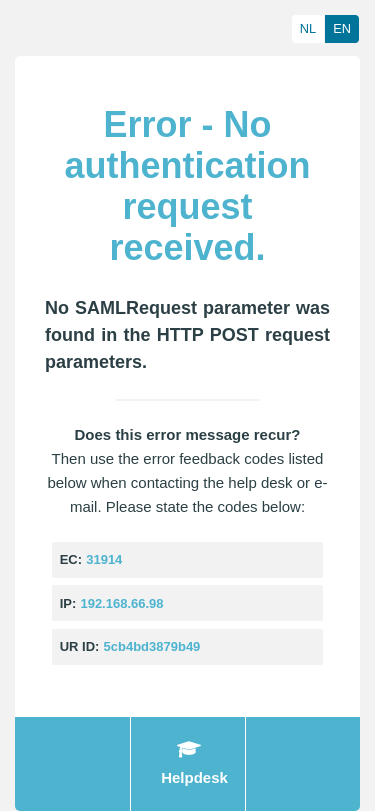 NL EN
Error - No
authentication
request
received.
No SAMLRequest parameter was
found in the HTTP POST request
parameters.
Does this error message recur?
Then use the error feedback codes listed
below when contacting the help desk or e-
mail. Please state the codes below:
EC: 31914
IP: 192.168.66.98
UR ID: 5cb4bd3879b49
Helpdesk